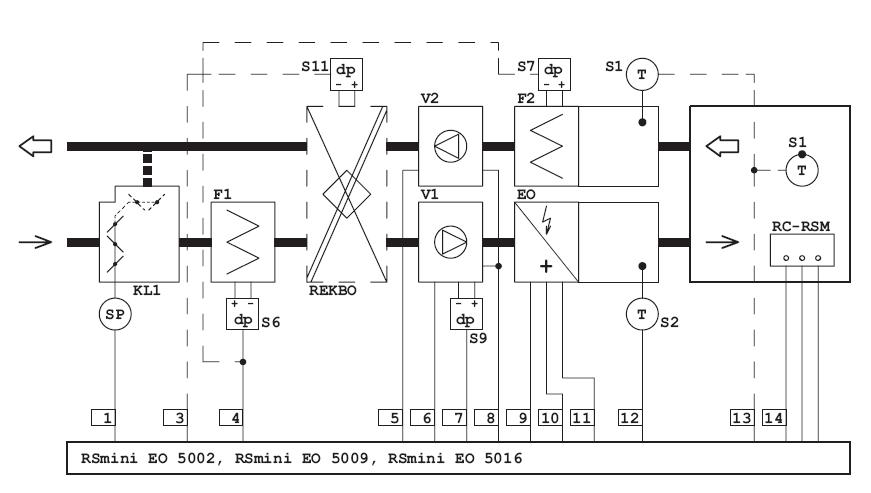 S11 dp
- +
S7 dp
- +
S1 T
V2
F2
S1
T
F1
V1
EO
RC-RSM
+
KL1
REKBO
SP
+ -
dp S6
+ -
dp
S9
T S2
1 3 4 5 6 7 8 9 10 11 12 13 14
RSmini EO 5002, RSmini EO 5009, RSmini EO 5016